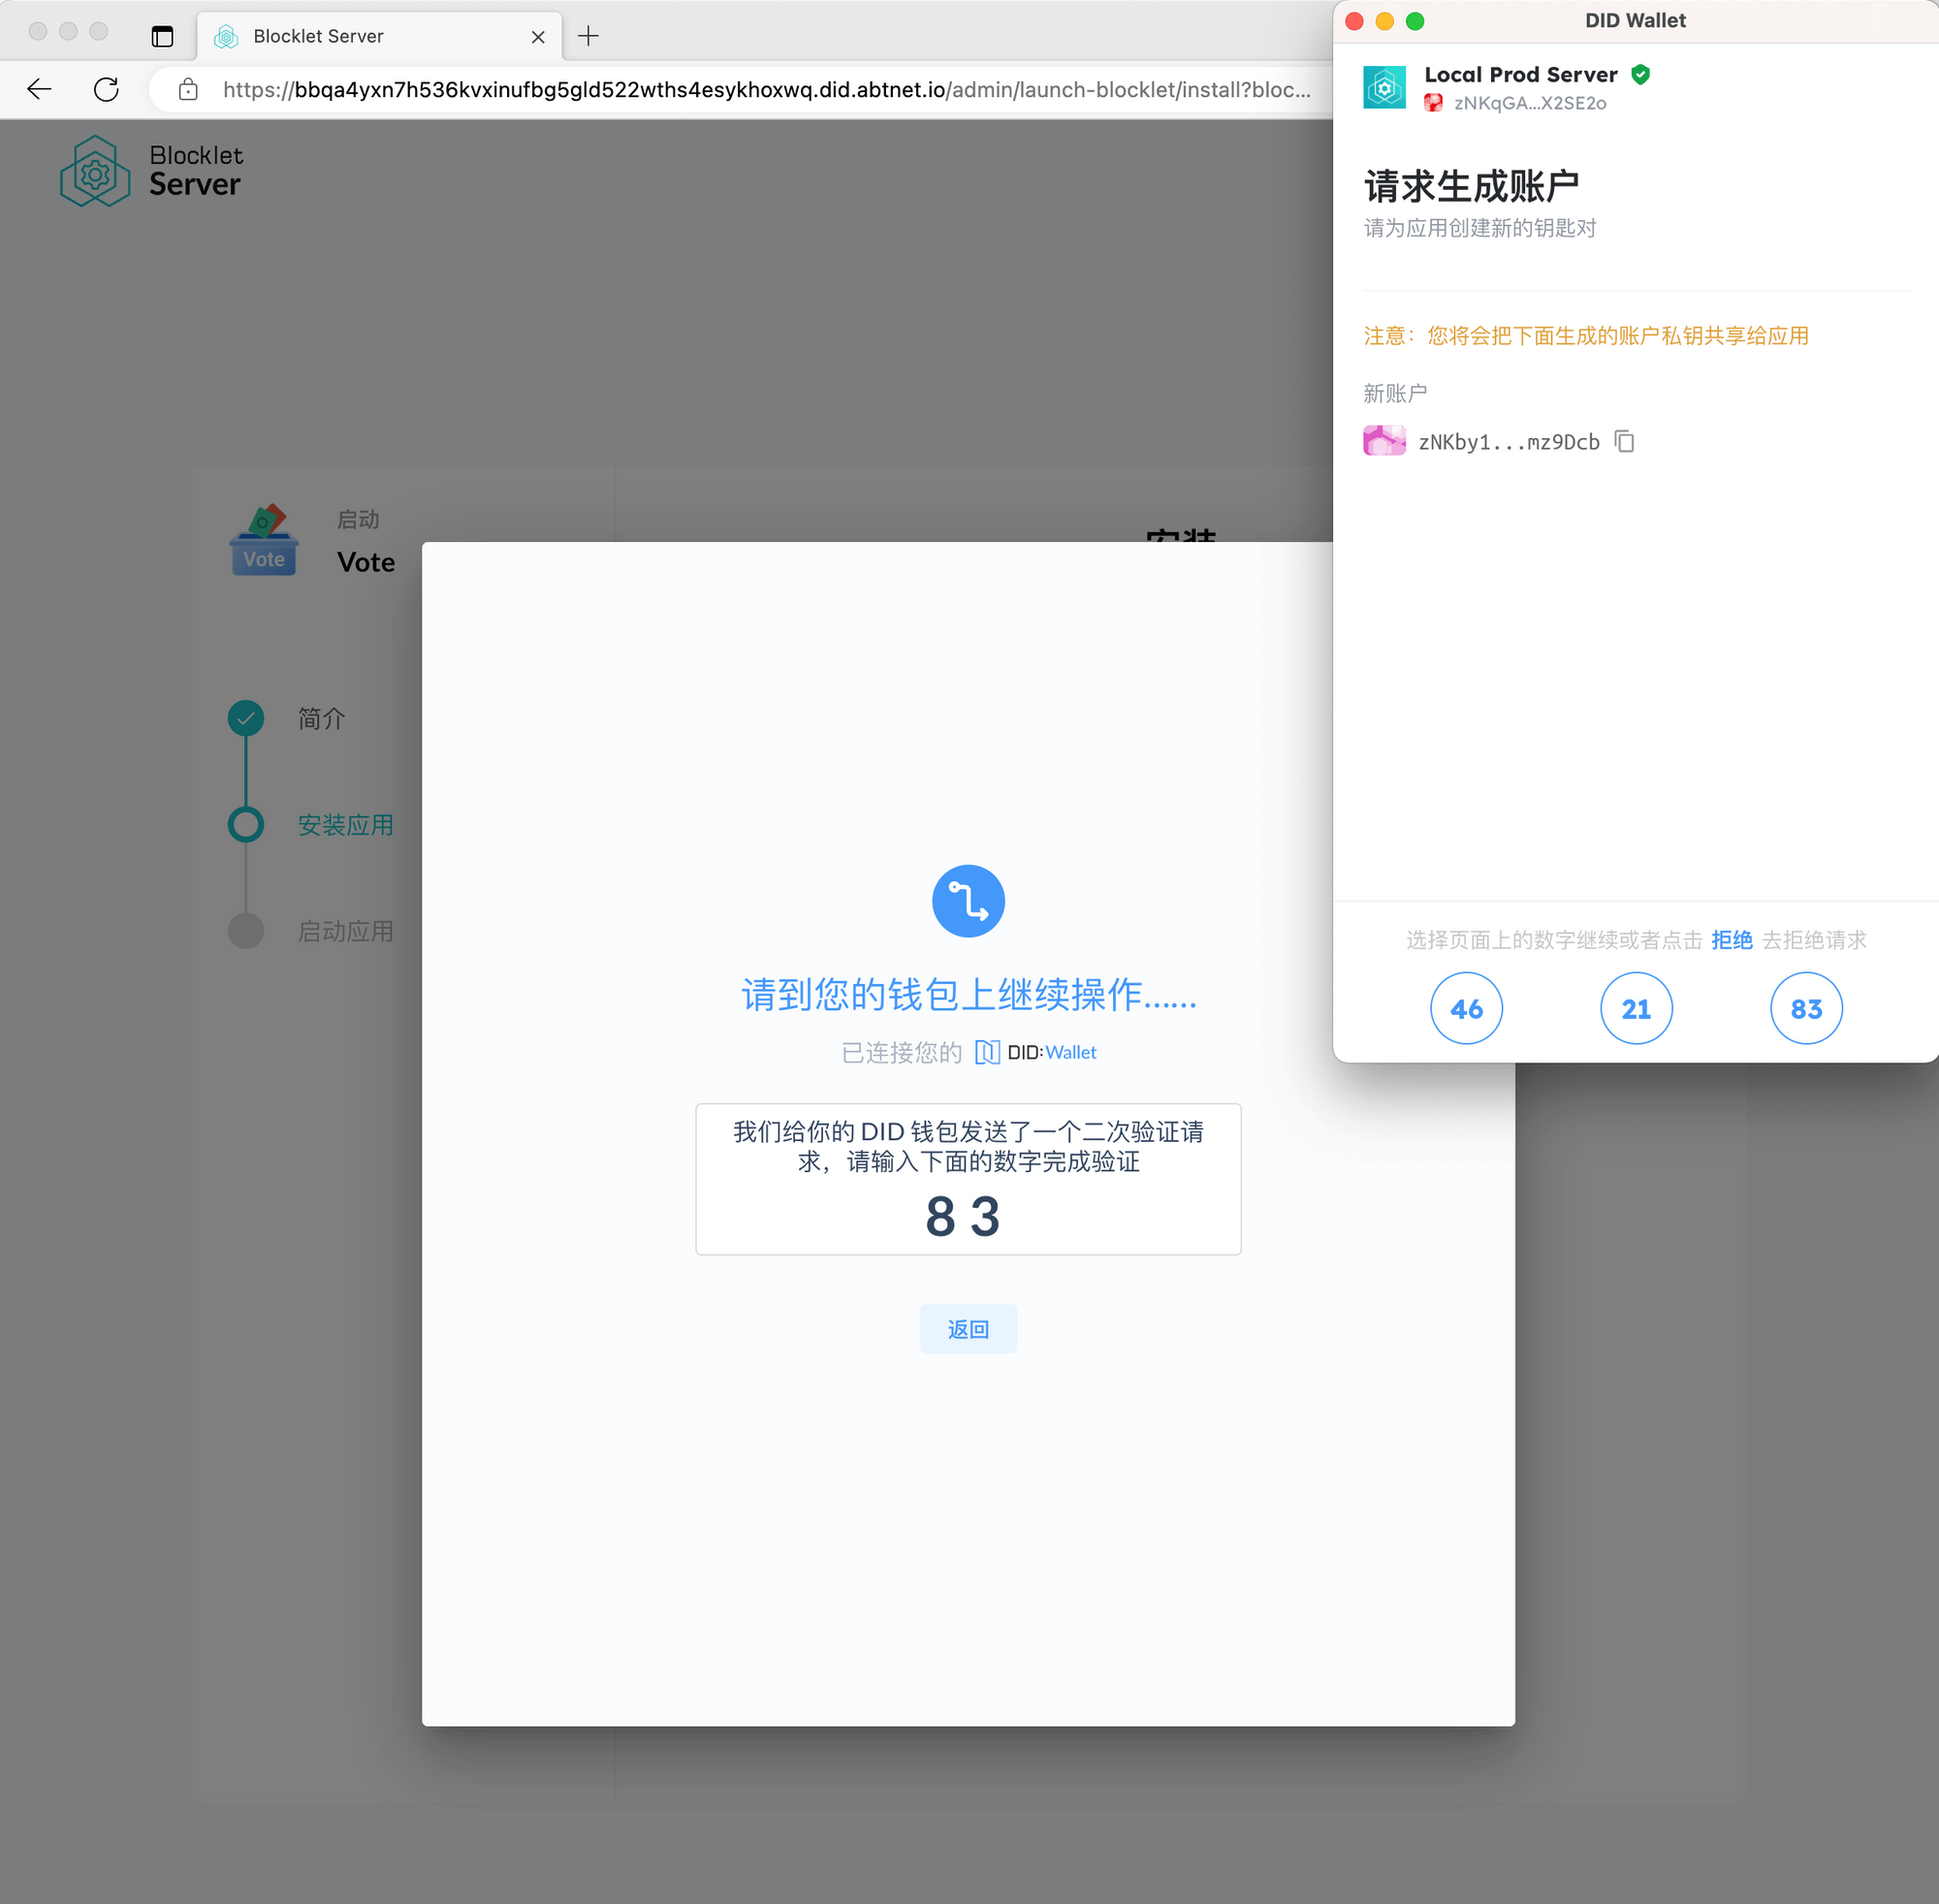 Blocklet Server
https://bbqa4yxn7h536kvxinufbg5gld522wths4esykhoxwq.did.abtnet.io/admin/launch-blocklet/install?bloc...
Blocklet
Server
启动
Vote
Vote
安装
简介
安装应用
启动应用
请到您的钱包上继续操作......
已连接您的 DID:Wallet
我们给你的 DID 钱包发送了一个二次验证请
求，请输入下面的数字完成验证
8 3
返回
DID Wallet
Local Prod Server
zNKqGA...X2SE2o
请求生成账户
请为应用创建新的钥匙对
注意：您将会把下面生成的账户私钥共享给应用
新账户
zNKby1...mz9Dcb
选择页面上的数字继续或者点击 拒绝 去拒绝请求
46 21 83